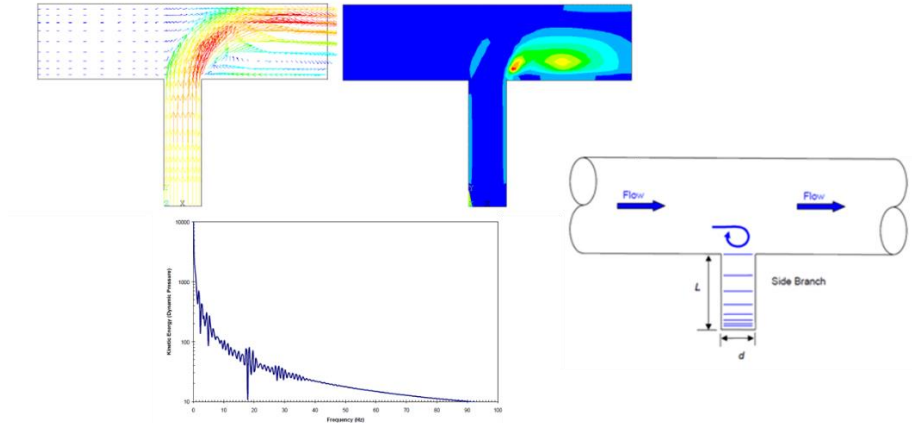 X
10000
1000
100
10
Kinetic Energy (Dynamic Pressure)
0 10 20 30 40 50 60 70 80 90 100
Frequency (Hz)
Flow Flow
Side Branch
L
d